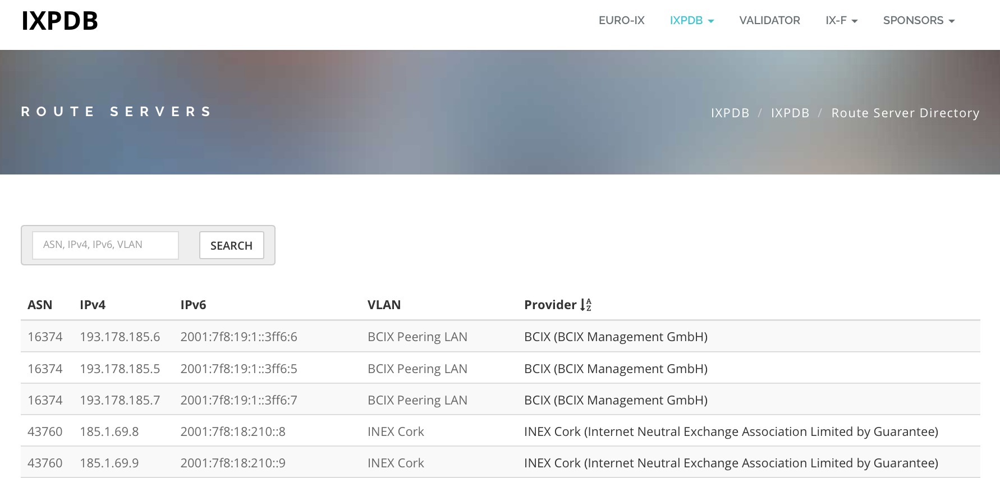 IXPDB
EURO-IX IXPDB VALIDATOR IX-F SPONSORS
ROUTE SERVERS
IXPDB / IXPDB / Route Server Directory
ASN, IPv4, IPv6, VLAN SEARCH
ASN IPv4 IPv6 VLAN Provider
16374 193.178.185.6 2001:7f8:19:1::3ff6:6 BCIX Peering LAN BCIX (BCIX Management GmbH)
16374 193.178.185.5 2001:7f8:19:1::3ff6:5 BCIX Peering LAN BCIX (BCIX Management GmbH)
16374 193.178.185.7 2001:7f8:19:1::3ff6:7 BCIX Peering LAN BCIX (BCIX Management GmbH)
43760 185.1.69.8 2001:7f8:18:210::8 INEX Cork INEX Cork (Internet Neutral Exchange Association Limited by Guarantee)
43760 185.1.69.9 2001:7f8:18:210::9 INEX Cork INEX Cork (Internet Neutral Exchange Association Limited by Guarantee)